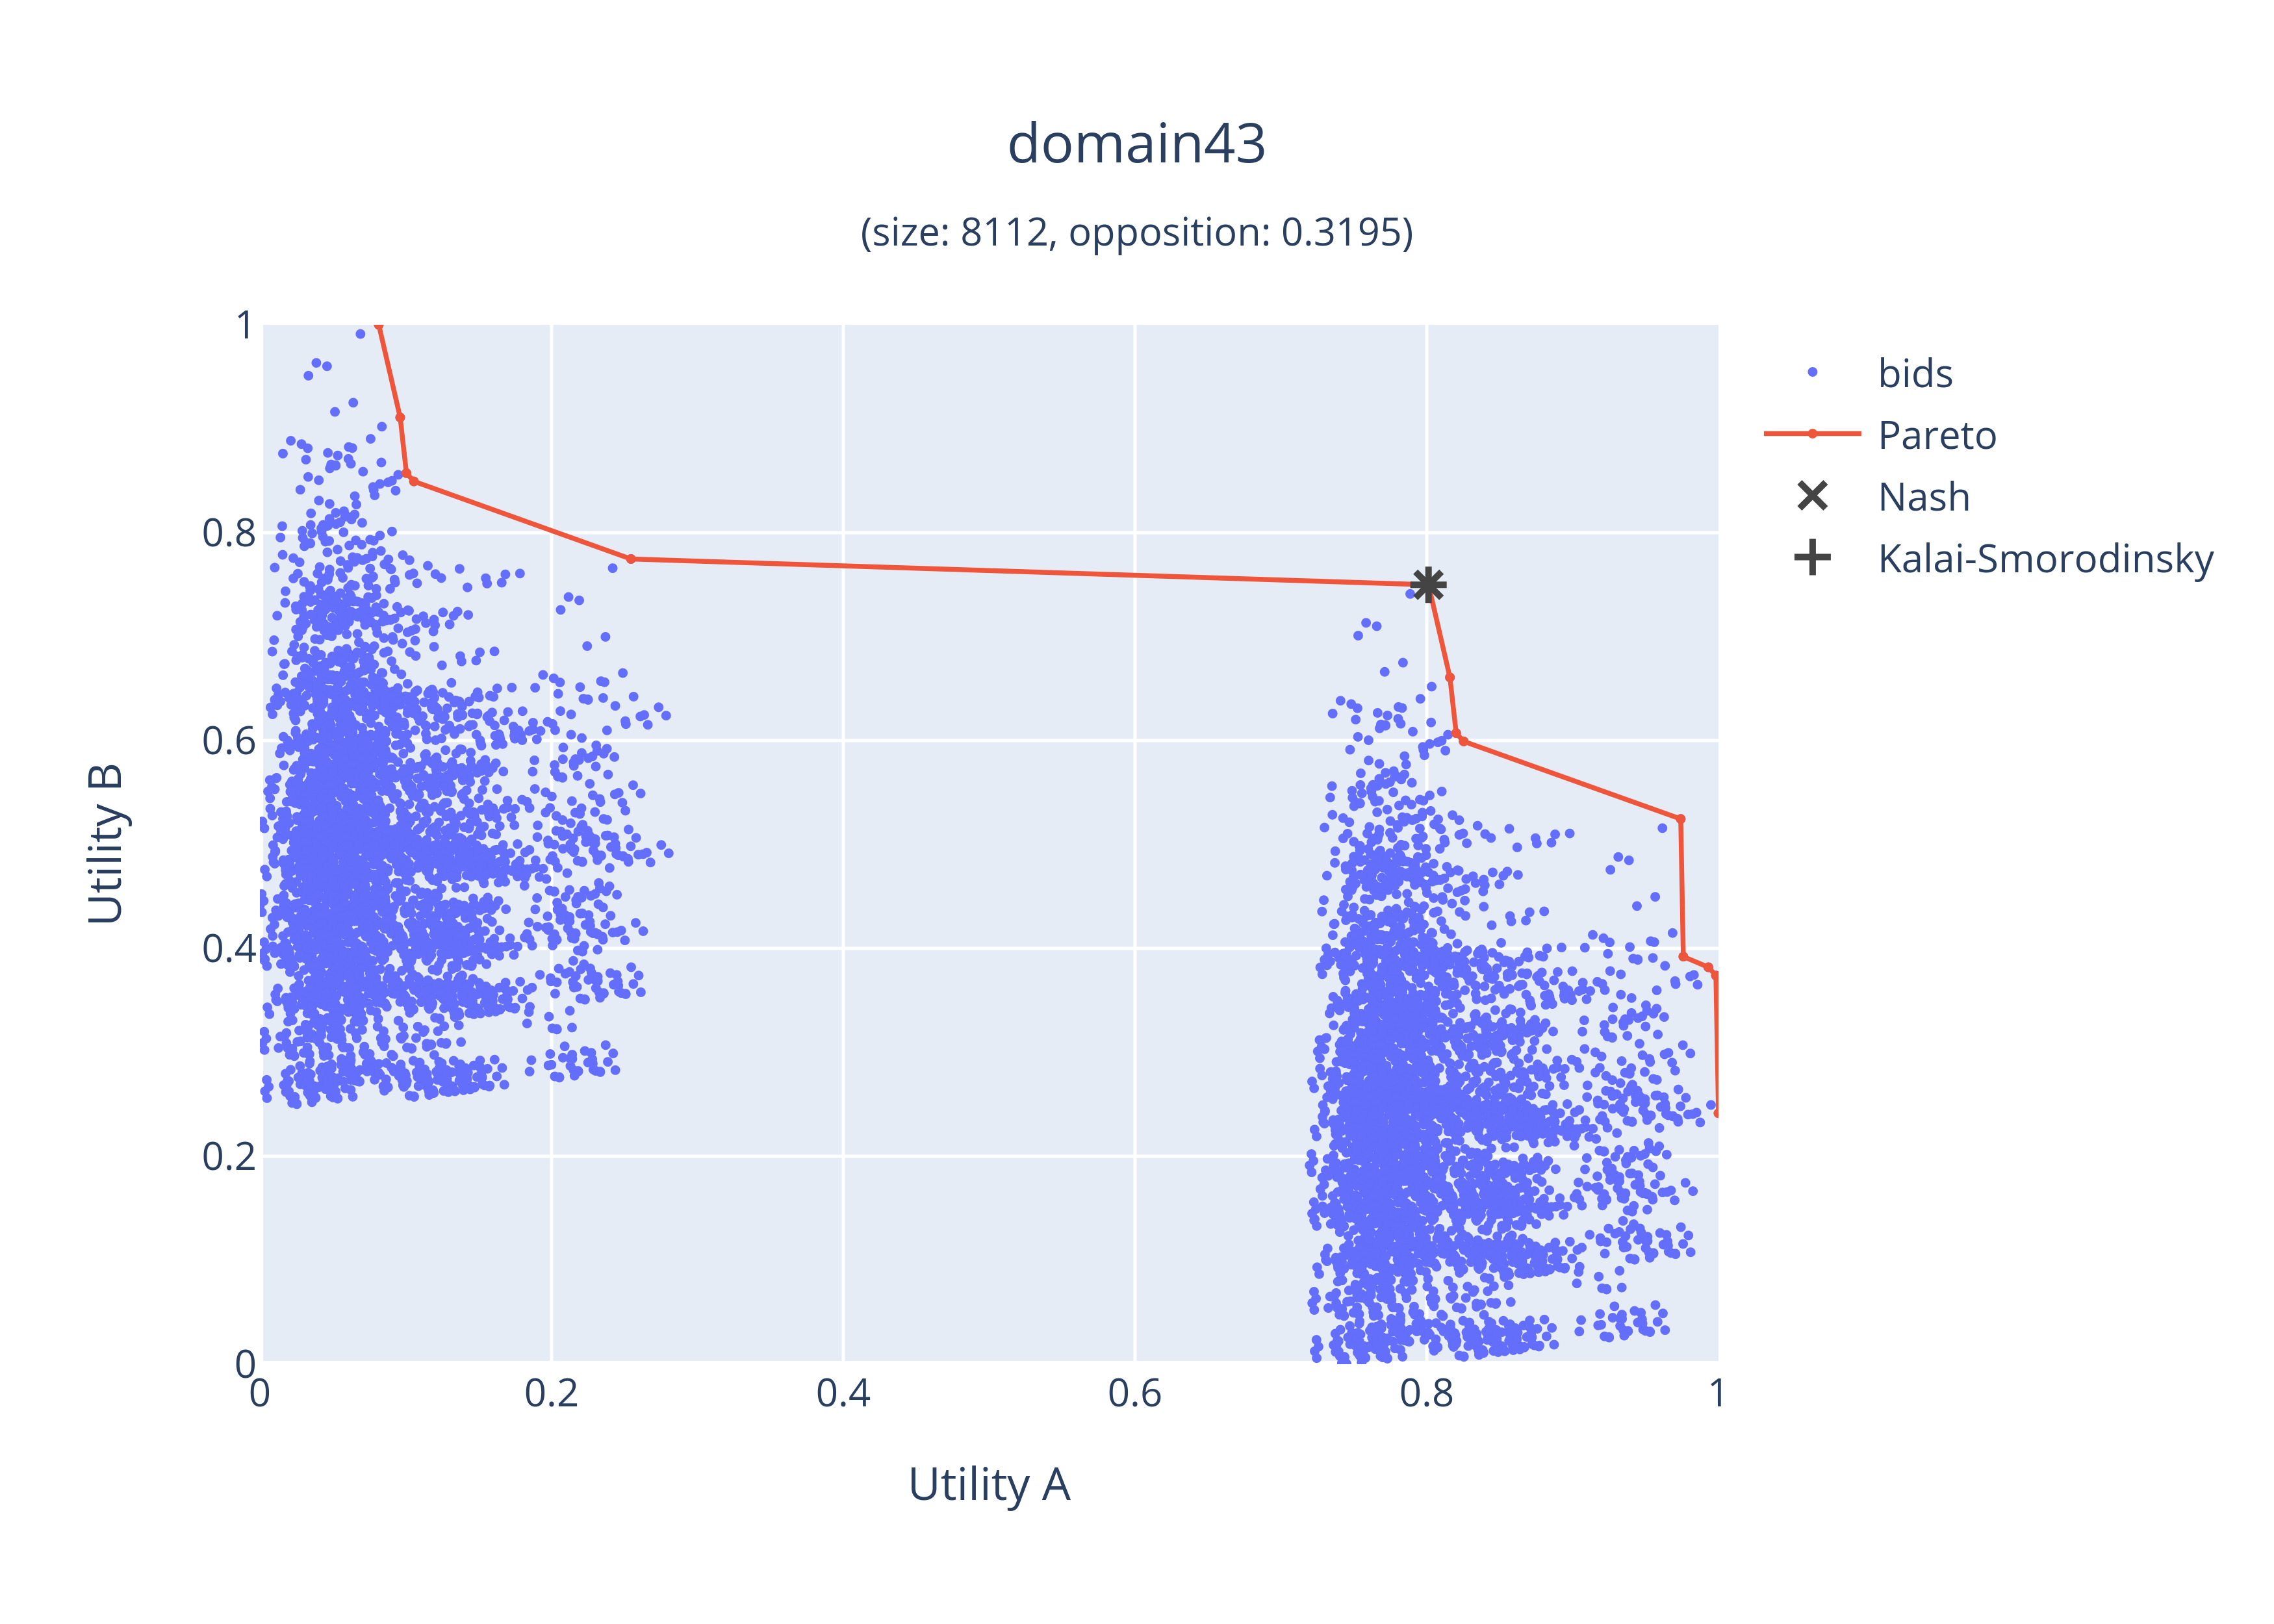 domain43
(size: 8112, opposition: 0.3195)
1
0.8
0.6
0.4
0.2
0
0 0.2 0.4 0.6 0.8 1
Utility A
Utility B
bids
Pareto
Nash
Kalai-Smorodinsky